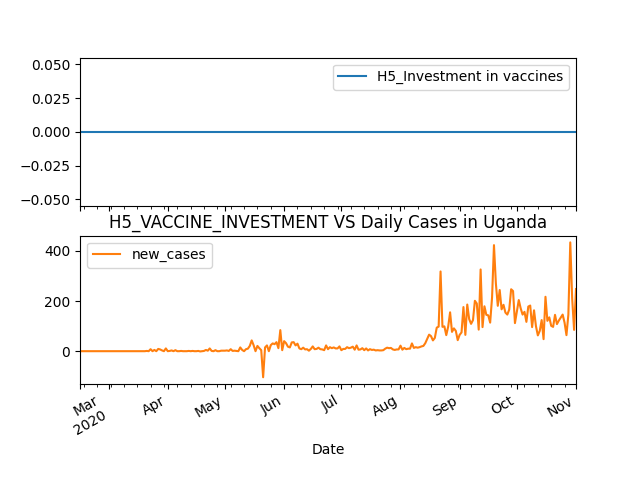 0.050
0.025
0.000
−0.025
−0.050
H5_Investment in vaccines
H5_VACCINE_INVESTMENT VS Daily Cases in Uganda
400
200
0
new_cases
Mar
2020
Apr
May
Jun
Jul
Aug
Sep
Oct
Nov
Date